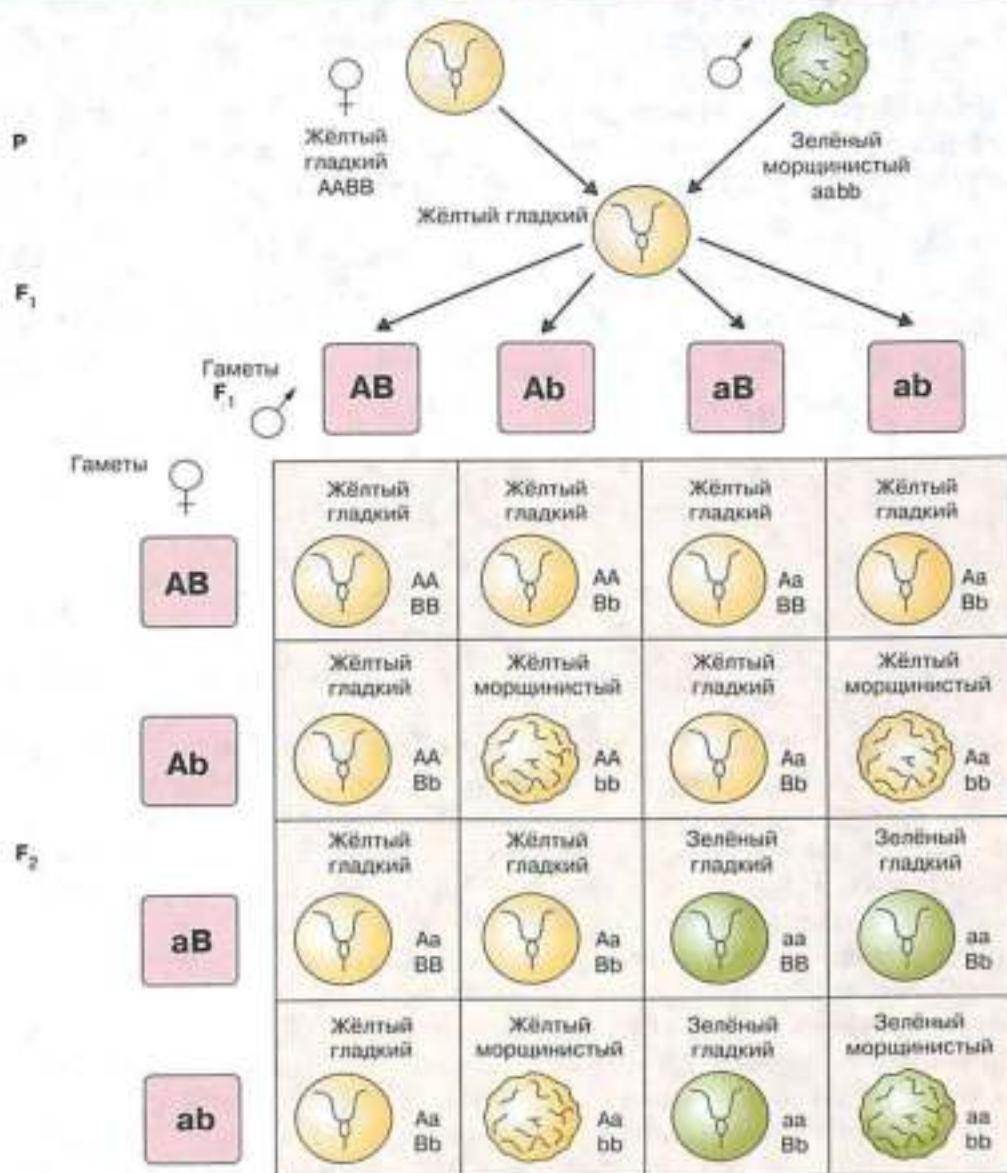 P
♀
♂
Жёлтый
гладкий
AABB
Зелёный
морщинистый
aabb
Жёлтый гладкий
F₁
Гаметы
F₁ ♂
AB
Ab
aB
ab
Гаметы ♀
AB
Жёлтый
гладкий
AA
BB
Жёлтый
гладкий
AA
Bb
Жёлтый
гладкий
Aa
BB
Жёлтый
гладкий
Aa
Bb
Ab
Жёлтый
гладкий
AA
Bb
Жёлтый
морщинистый
AA
bb
Жёлтый
гладкий
Aa
Bb
Жёлтый
морщинистый
Aa
bb
F₂
aB
Жёлтый
гладкий
Aa
BB
Жёлтый
гладкий
Aa
Bb
Зелёный
гладкий
aa
BB
Зелёный
гладкий
aa
Bb
ab
Жёлтый
гладкий
Aa
Bb
Жёлтый
морщинистый
Aa
bb
Зелёный
гладкий
aa
Bb
Зелёный
морщинистый
aa
bb